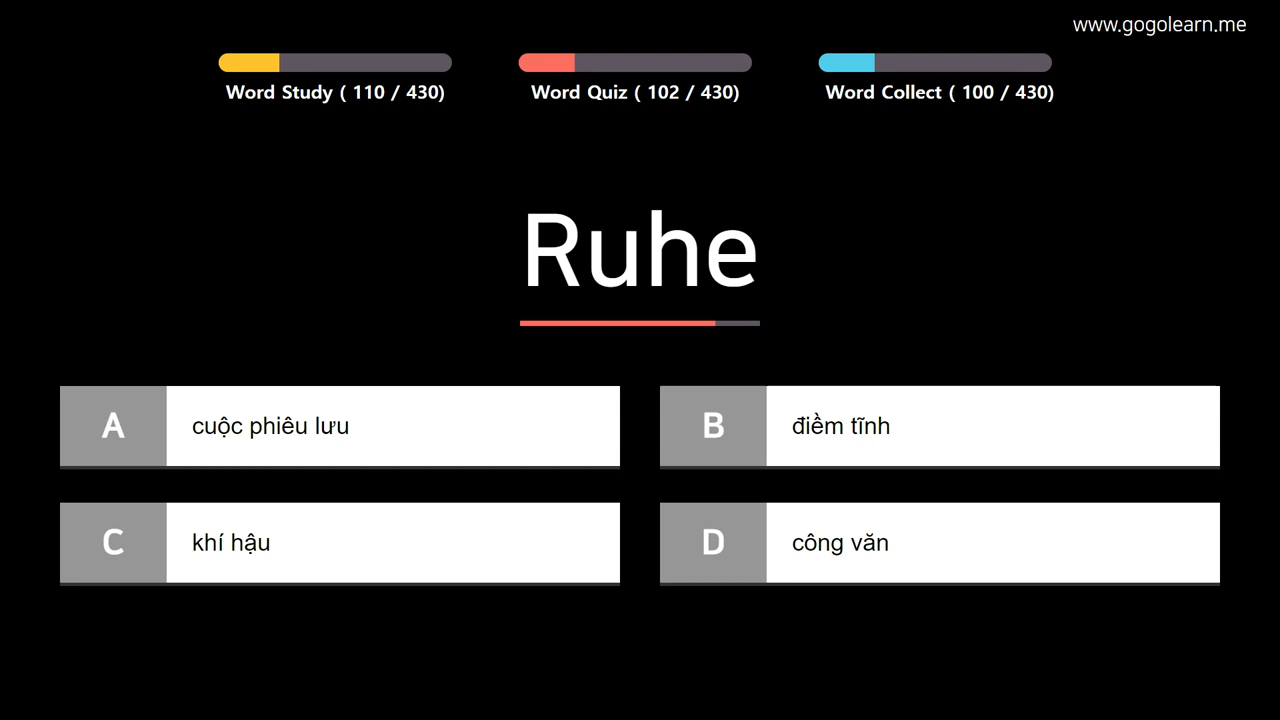 www.gogolearn.me
Word Study ( 110 / 430)
Word Quiz ( 102 / 430)
Word Collect ( 100 / 430)
Ruhe
A cuộc phiêu lưu
B điềm tĩnh
C khí hậu
D công văn